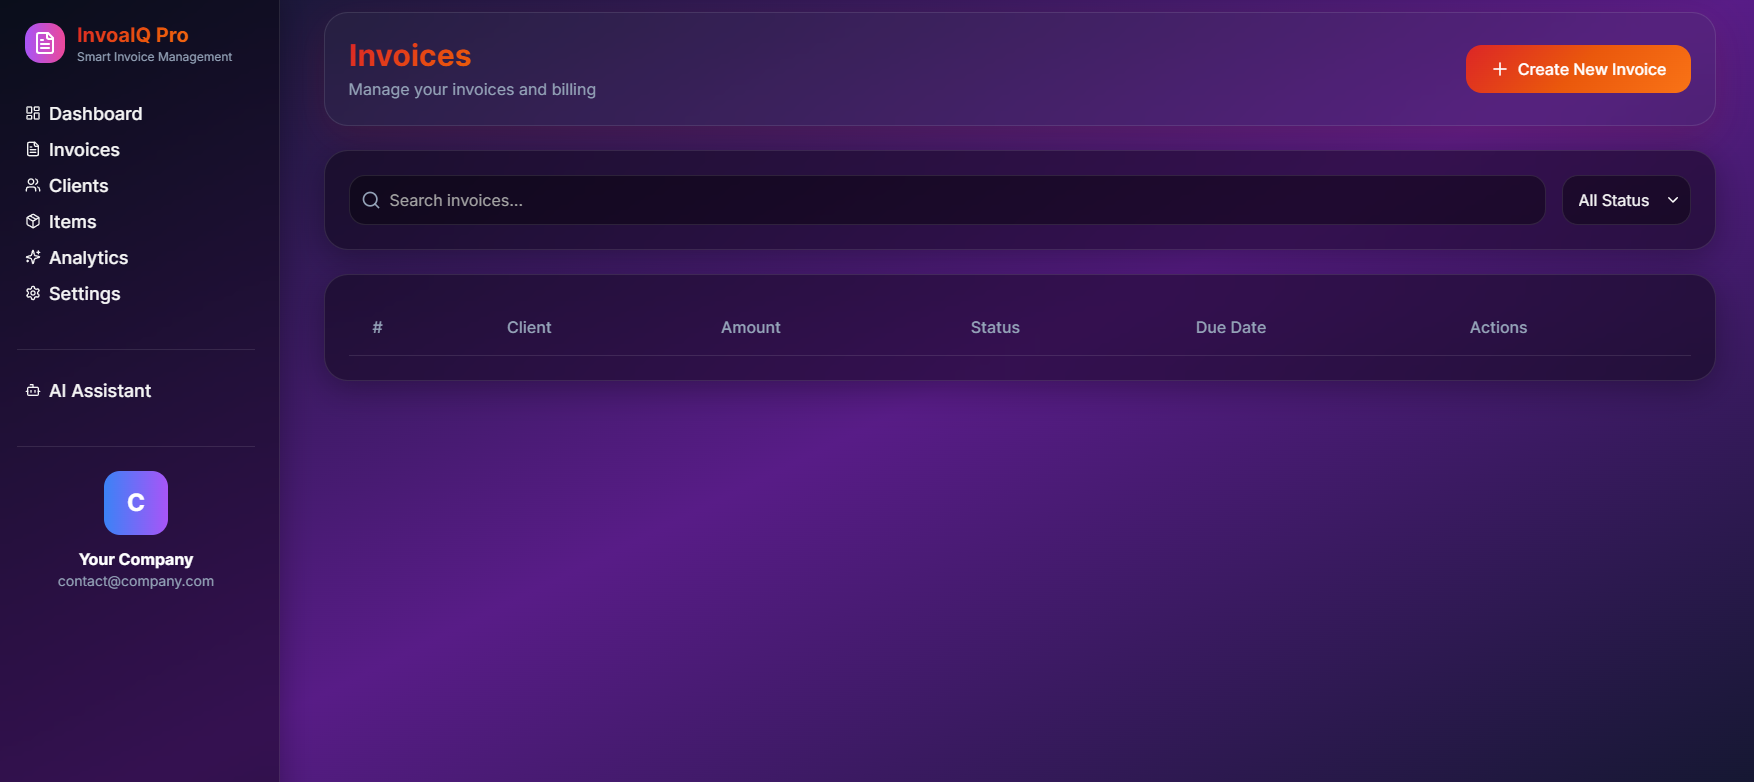 InvoaIQ Pro
Smart Invoice Management
Dashboard
Invoices
Clients
Items
Analytics
Settings
AI Assistant
C
Your Company
contact@company.com
Invoices
Manage your invoices and billing
Create New Invoice
Search invoices...
All Status
# Client Amount Status Due Date Actions